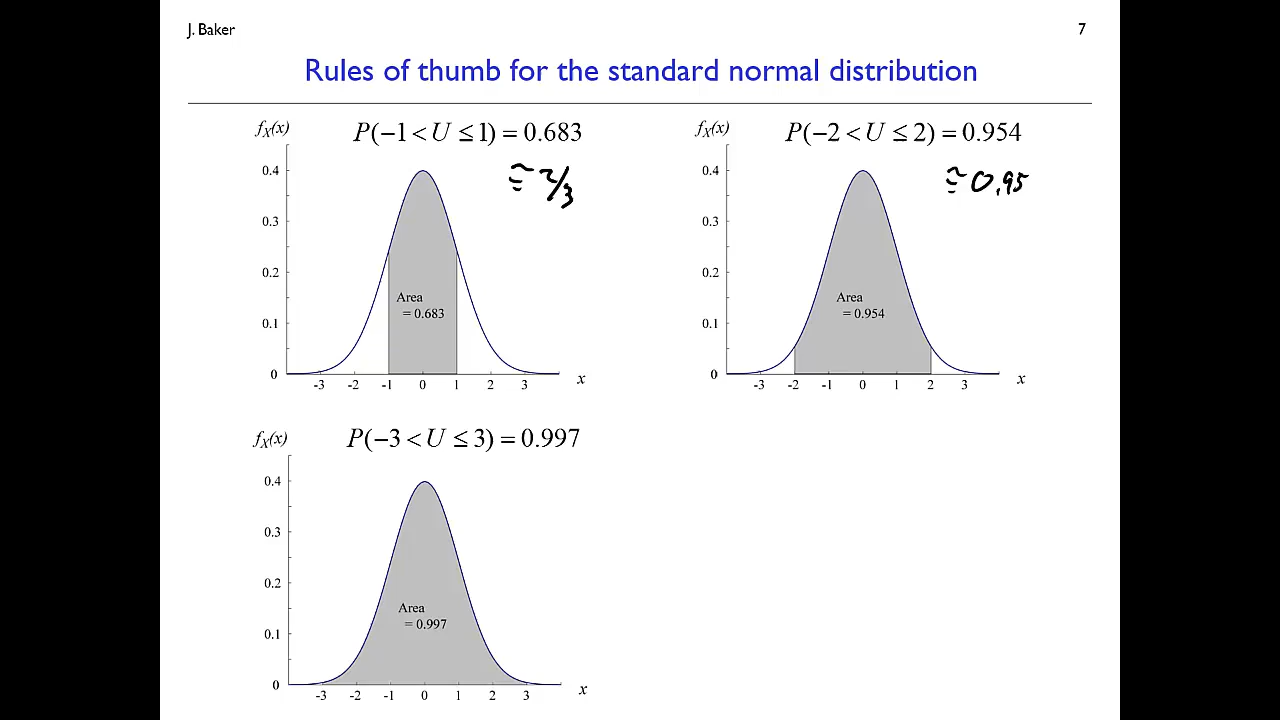 J. Baker
7
Rules of thumb for the standard normal distribution
fX(x)
P(−1 < U ≤ 1) = 0.683
≅ 2/3
0.4
0.3
0.2
0.1
0
Area
= 0.683
-3 -2 -1 0 1 2 3
x
fX(x)
P(−2 < U ≤ 2) = 0.954
≅ 0.95
0.4
0.3
0.2
0.1
0
Area
= 0.954
-3 -2 -1 0 1 2 3
x
fX(x)
P(−3 < U ≤ 3) = 0.997
0.4
0.3
0.2
0.1
0
Area
= 0.997
-3 -2 -1 0 1 2 3
x